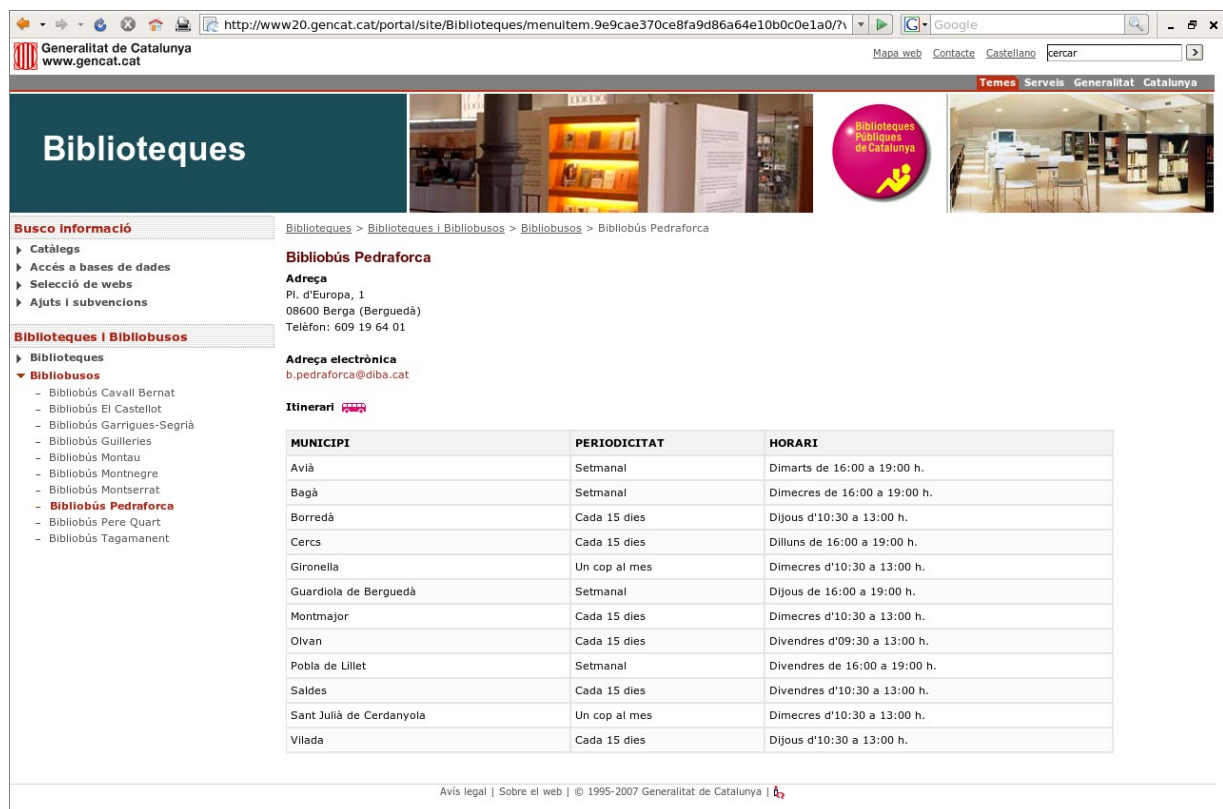 http://www20.gencat.cat/portal/site/Biblioteques/menuitem.9e9cae370ce8fa9d86a64e10b0c0e1a0/?v
G Google
Generalitat de Catalunya
www.gencat.cat
Mapa web Contacte Castellano cercar
Temes Serveis Generalitat Catalunya
Biblioteques
Biblioteques
Públiques
de Catalunya
Busco informació
Catàlegs
Accés a bases de dades
Selecció de webs
Ajuts i subvencions
Biblioteques i Bibliobusos
Biblioteques
Bibliobusos
– Bibliobús Cavall Bernat
– Bibliobús El Castellot
– Bibliobús Garrigues-Segrià
– Bibliobús Guilleries
– Bibliobús Montau
– Bibliobús Montnegre
– Bibliobús Montserrat
– Bibliobús Pedraforca
– Bibliobús Pere Quart
– Bibliobús Tagamanent
Biblioteques > Biblioteques i Bibliobusos > Bibliobusos > Bibliobús Pedraforca
Bibliobús Pedraforca
Adreça
Pl. d'Europa, 1
08600 Berga (Berguedà)
Telèfon: 609 19 64 01
Adreça electrònica
b.pedraforca@diba.cat
Itinerari
MUNICIPI PERIODICITAT HORARI
Avià Setmanal Dimarts de 16:00 a 19:00 h.
Bagà Setmanal Dimecres de 16:00 a 19:00 h.
Borredà Cada 15 dies Dijous d'10:30 a 13:00 h.
Cercs Cada 15 dies Dilluns de 16:00 a 19:00 h.
Gironella Un cop al mes Dimecres d'10:30 a 13:00 h.
Guardiola de Berguedà Setmanal Dijous de 16:00 a 19:00 h.
Montmajor Cada 15 dies Dimecres d'10:30 a 13:00 h.
Olvan Cada 15 dies Divendres d'09:30 a 13:00 h.
Pobla de Lillet Setmanal Divendres de 16:00 a 19:00 h.
Saldes Cada 15 dies Divendres d'10:30 a 13:00 h.
Sant Julià de Cerdanyola Un cop al mes Dimecres d'10:30 a 13:00 h.
Vilada Cada 15 dies Dijous d'10:30 a 13:00 h.
Avís legal | Sobre el web | © 1995-2007 Generalitat de Catalunya |